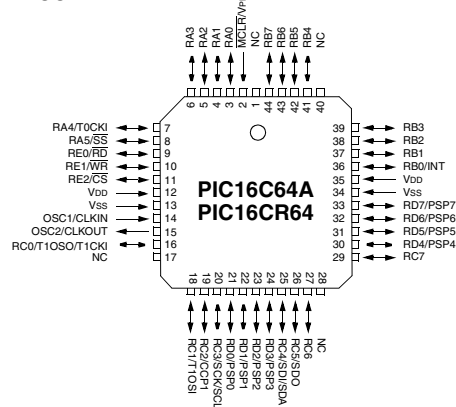 RA3
RA2
RA1
RA0
MCLR/VP
NC
RB7
RB6
RB5
RB4
NC
6
5
4
3
2
1
44
43
42
41
40
RA4/T0CKI 7
RA5/SS 8
RE0/RD 9
RE1/WR 10
RE2/CS 11
VDD 12
VSS 13
OSC1/CLKIN 14
OSC2/CLKOUT 15
RC0/T1OSO/T1CKI 16
NC 17
PIC16C64A
PIC16CR64
39 RB3
38 RB2
37 RB1
36 RB0/INT
35 VDD
34 VSS
33 RD7/PSP7
32 RD6/PSP6
31 RD5/PSP5
30 RD4/PSP4
29 RC7
18
19
20
21
22
23
24
25
26
27
28
RC1/T1OSI
RC2/CCP1
RC3/SCK/SCL
RD0/PSP0
RD1/PSP1
RD2/PSP2
RD3/PSP3
RC4/SDI/SDA
RC5/SDO
RC6
NC